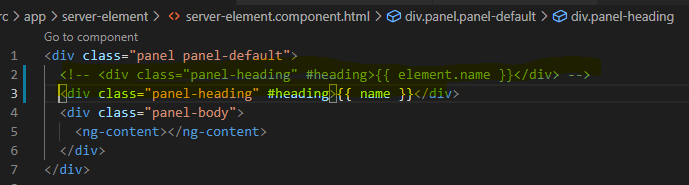 rc > app > server-element > <> server-element.component.html > div.panel.panel-default > div.panel-heading
Go to component
1 <div class="panel panel-default">
2 <!-- <div class="panel-heading" #heading>{{ element.name }}</div> -->
3 <div class="panel-heading" #heading>{{ name }}</div>
4 <div class="panel-body">
5 <ng-content></ng-content>
6 </div>
7 </div>